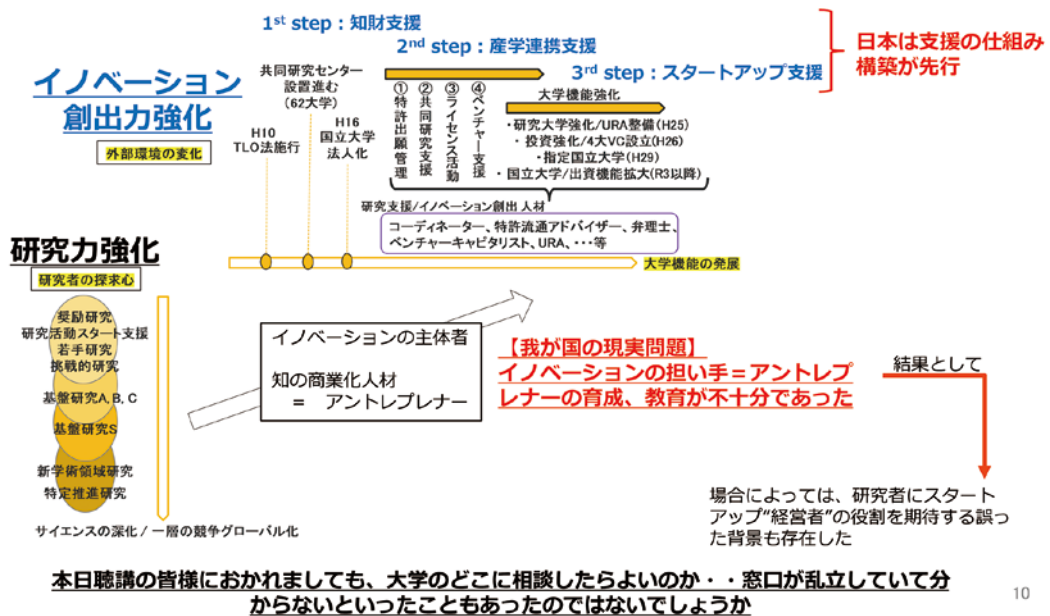 1st step：知財支援
2nd step：産学連携支援
3rd step：スタートアップ支援
日本は支援の仕組み
構築が先行
イノベーション
創出力強化
外部環境の変化
共同研究センター
設置進む
(62大学)
H10
TLO法施行
H16
国立大学
法人化
①特許出願管理
②共同研究支援
③ライセンス活動
④ベンチャー支援
大学機能強化
・研究大学強化/URA整備(H25)
・投資強化/4大VC設立(H26)
・指定国立大学(H29)
・国立大学/出資機能拡大(R3以降)
研究支援/イノベーション創出人材
コーディネーター、特許流通アドバイザー、弁理士、
ベンチャーキャピタリスト、URA、・・・等
大学機能の発展
研究力強化
研究者の探求心
奨励研究
研究活動スタート支援
若手研究
挑戦的研究
基盤研究A, B, C
基盤研究S
新学術領域研究
特定推進研究
サイエンスの深化 / 一層の競争グローバル化
イノベーションの主体者
知の商業化人材
＝ アントレプレナー
【我が国の現実問題】
イノベーションの担い手＝アントレプ
レナーの育成、教育が不十分であった
結果として
場合によっては、研究者にスタート
アップ“経営者”の役割を期待する誤っ
た背景も存在した
本日聴講の皆様におかれましても、大学のどこに相談したらよいのか・・窓口が乱立していて分
からないといったこともあったのではないでしょうか
10